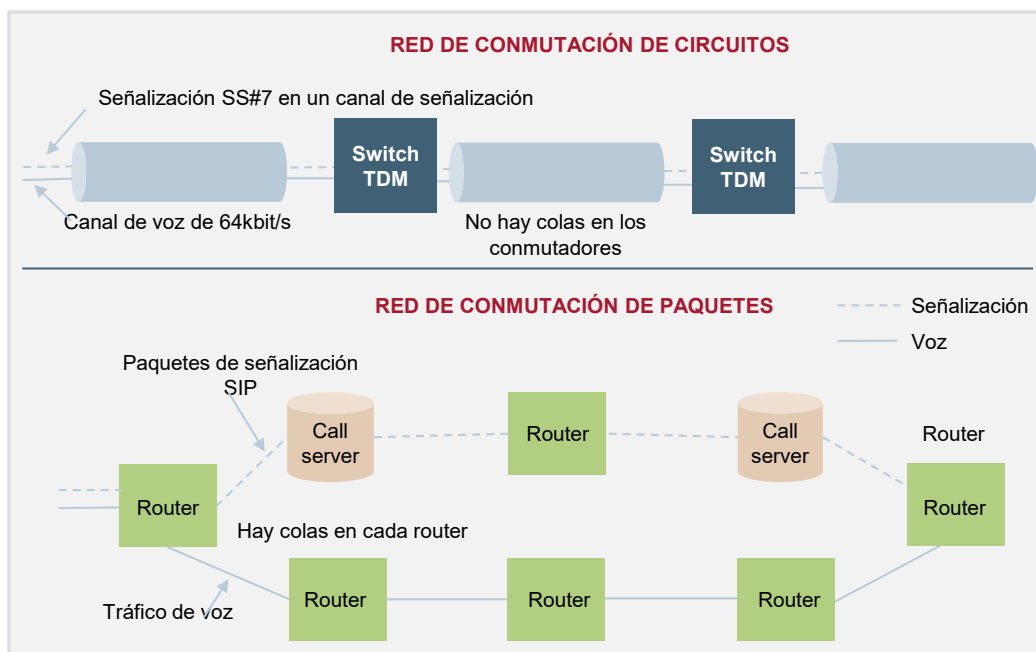 RED DE CONMUTACIÓN DE CIRCUITOS
Señalización SS#7 en un canal de señalización
Switch
TDM
Switch
TDM
Canal de voz de 64kbit/s
No hay colas en los
conmutadores
RED DE CONMUTACIÓN DE PAQUETES
Señalización
Voz
Paquetes de señalización
SIP
Call
server
Router
Call
server
Router
Router
Router
Hay colas en cada router
Router
Router
Router
Tráfico de voz